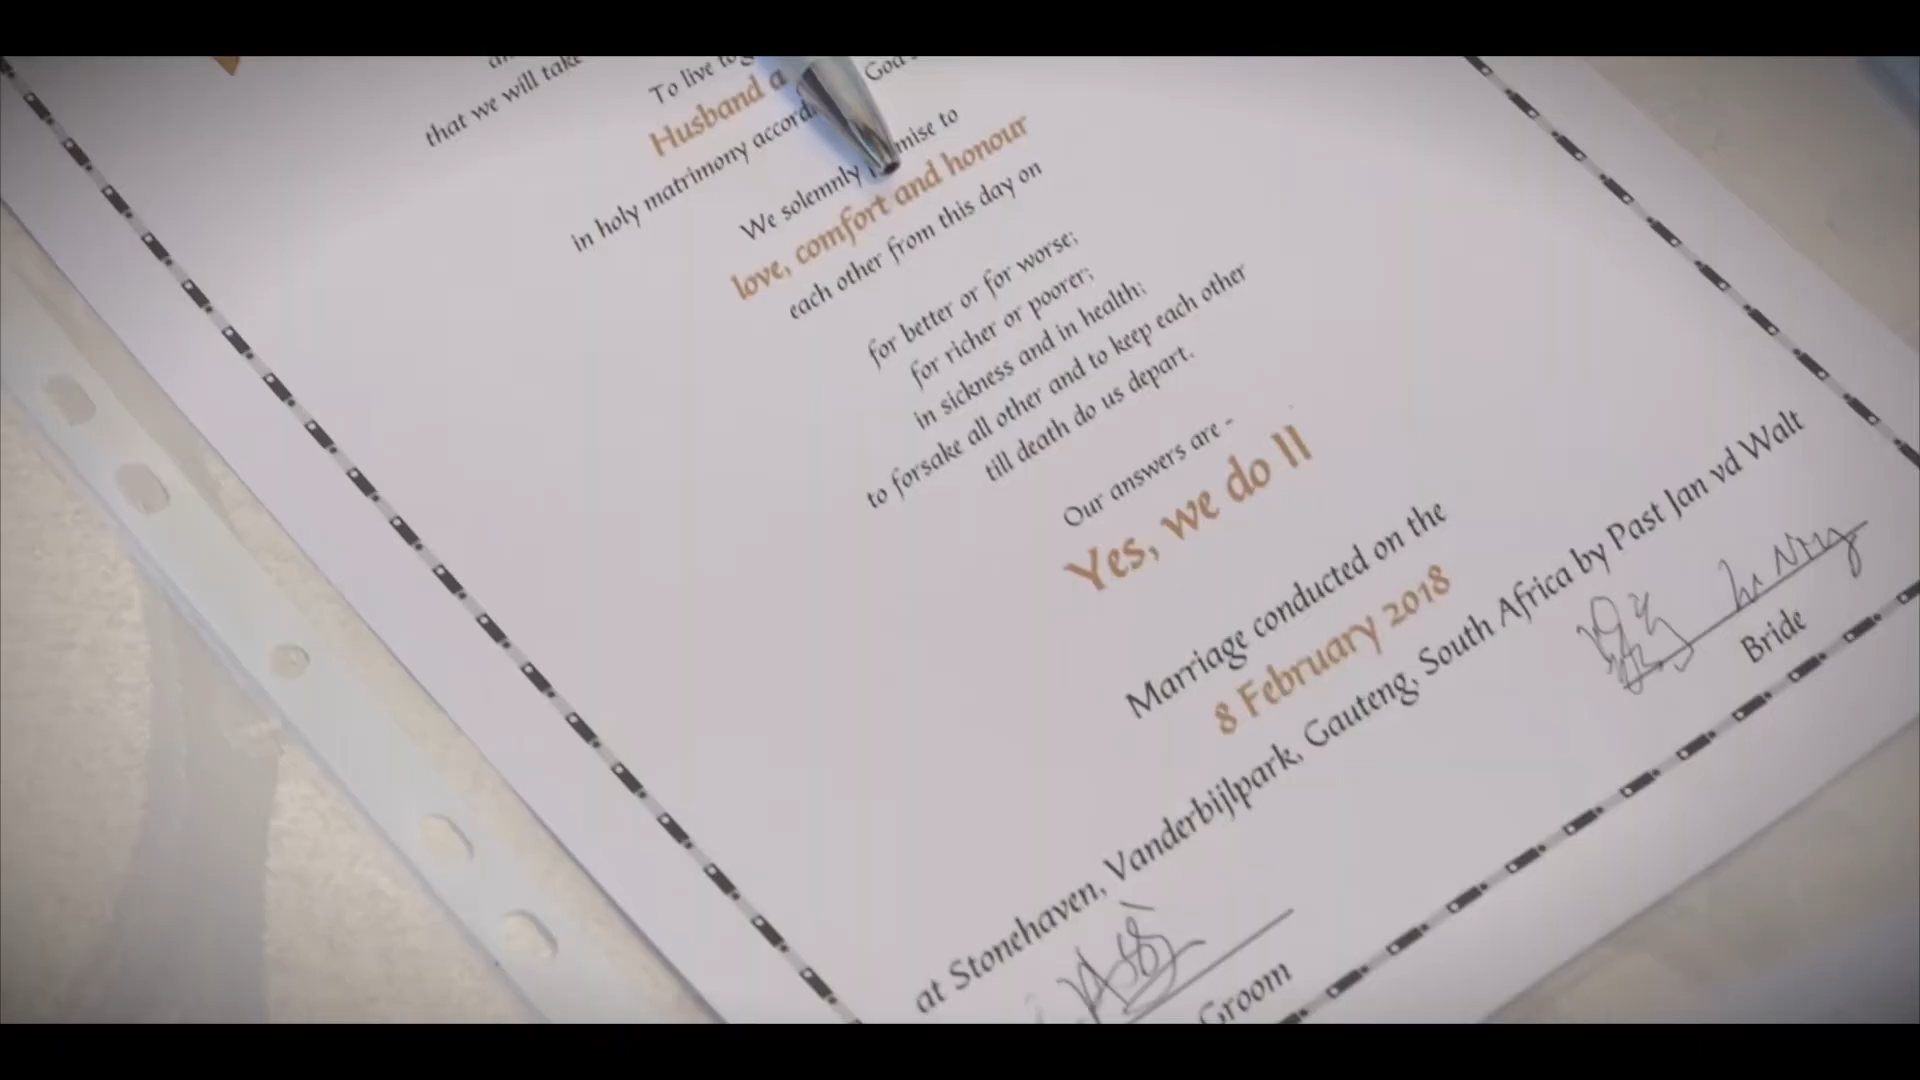 that we will take
To live
Husband a
in holy matrimony
God's
We solemnly
mise to
love, comfort and honour
each other from this day on
for better or for worse;
for richer or poorer;
in sickness and in health;
to forsake all other and to keep each other
till death do us depart.
Our answers are -
Yes, we do !!
Marriage conducted on the
8 February 2018
at Stonehaven, Vanderbijlpark, Gauteng, South Africa by Past Jan vd Walt
Bride
Groom